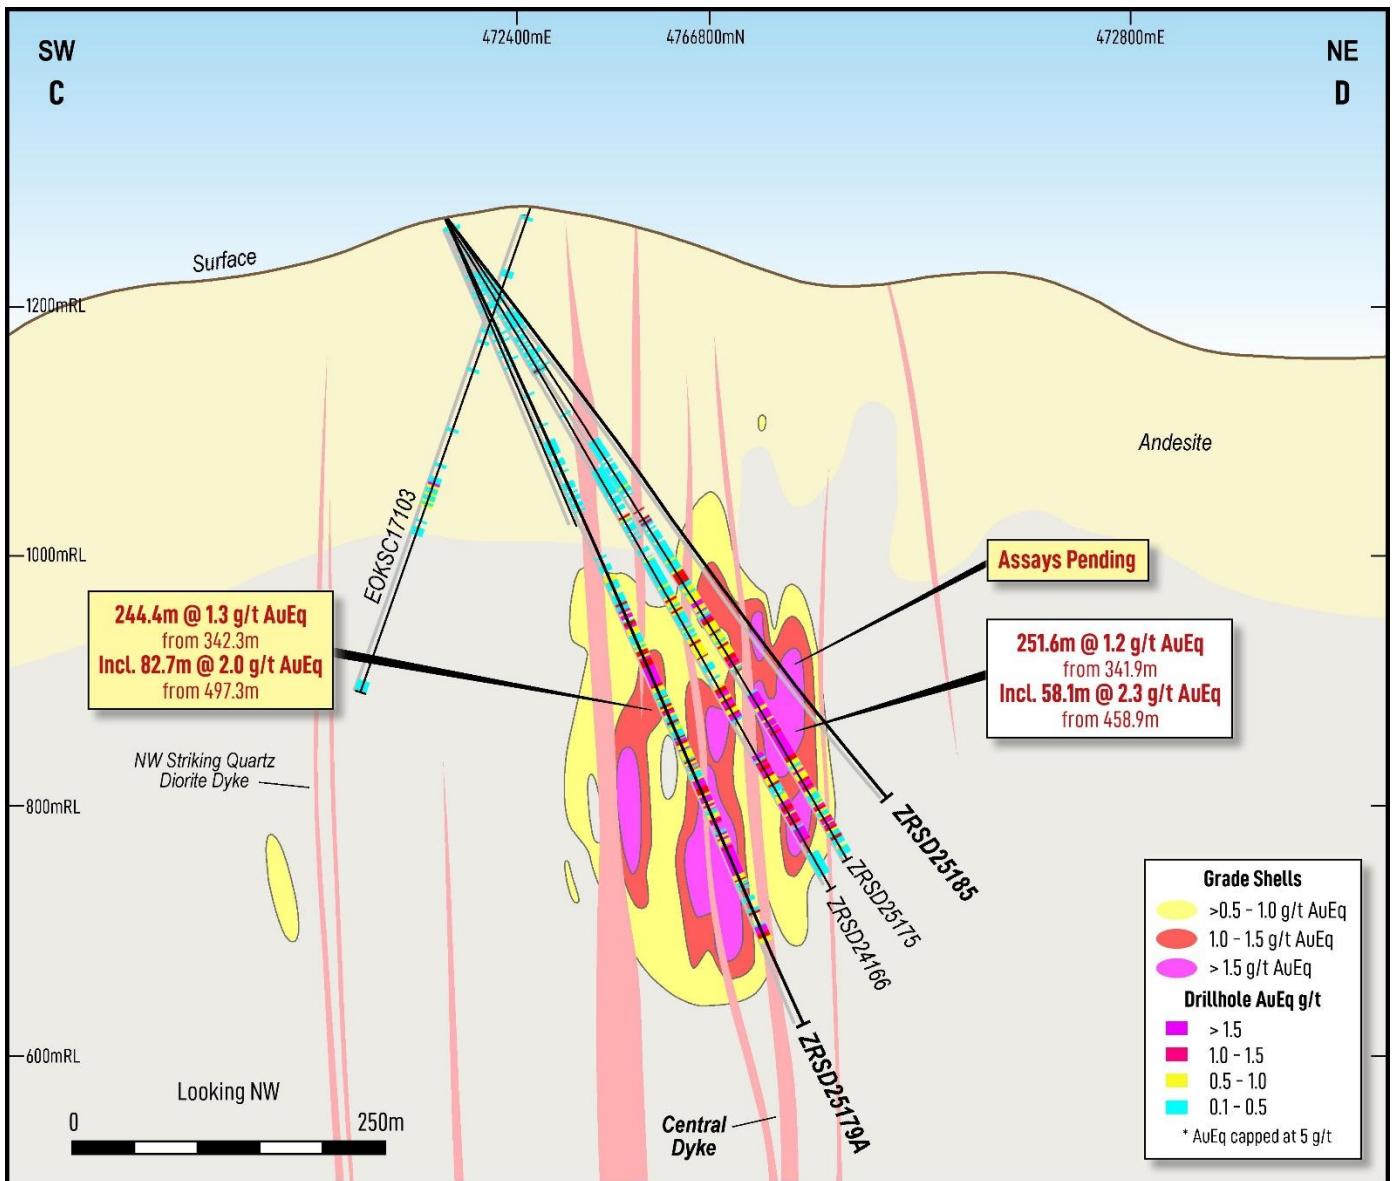 472400mE
4766800mN
472800mE
SW
C
NE
D
Surface
1200mRL
Andesite
EOKSC17103
1000mRL
Assays Pending
244.4m @ 1.3 g/t AuEq
from 342.3m
Incl. 82.7m @ 2.0 g/t AuEq
from 497.3m
251.6m @ 1.2 g/t AuEq
from 341.9m
Incl. 58.1m @ 2.3 g/t AuEq
from 458.9m
NW Striking Quartz
Diorite Dyke
800mRL
ZRSD25185
ZRSD25175
ZRSD24166
ZRSD25179A
600mRL
Looking NW
0
250m
Central
Dyke
Grade Shells
>0.5 - 1.0 g/t AuEq
1.0 - 1.5 g/t AuEq
> 1.5 g/t AuEq
Drillhole AuEq g/t
> 1.5
1.0 - 1.5
0.5 - 1.0
0.1 - 0.5
* AuEq capped at 5 g/t